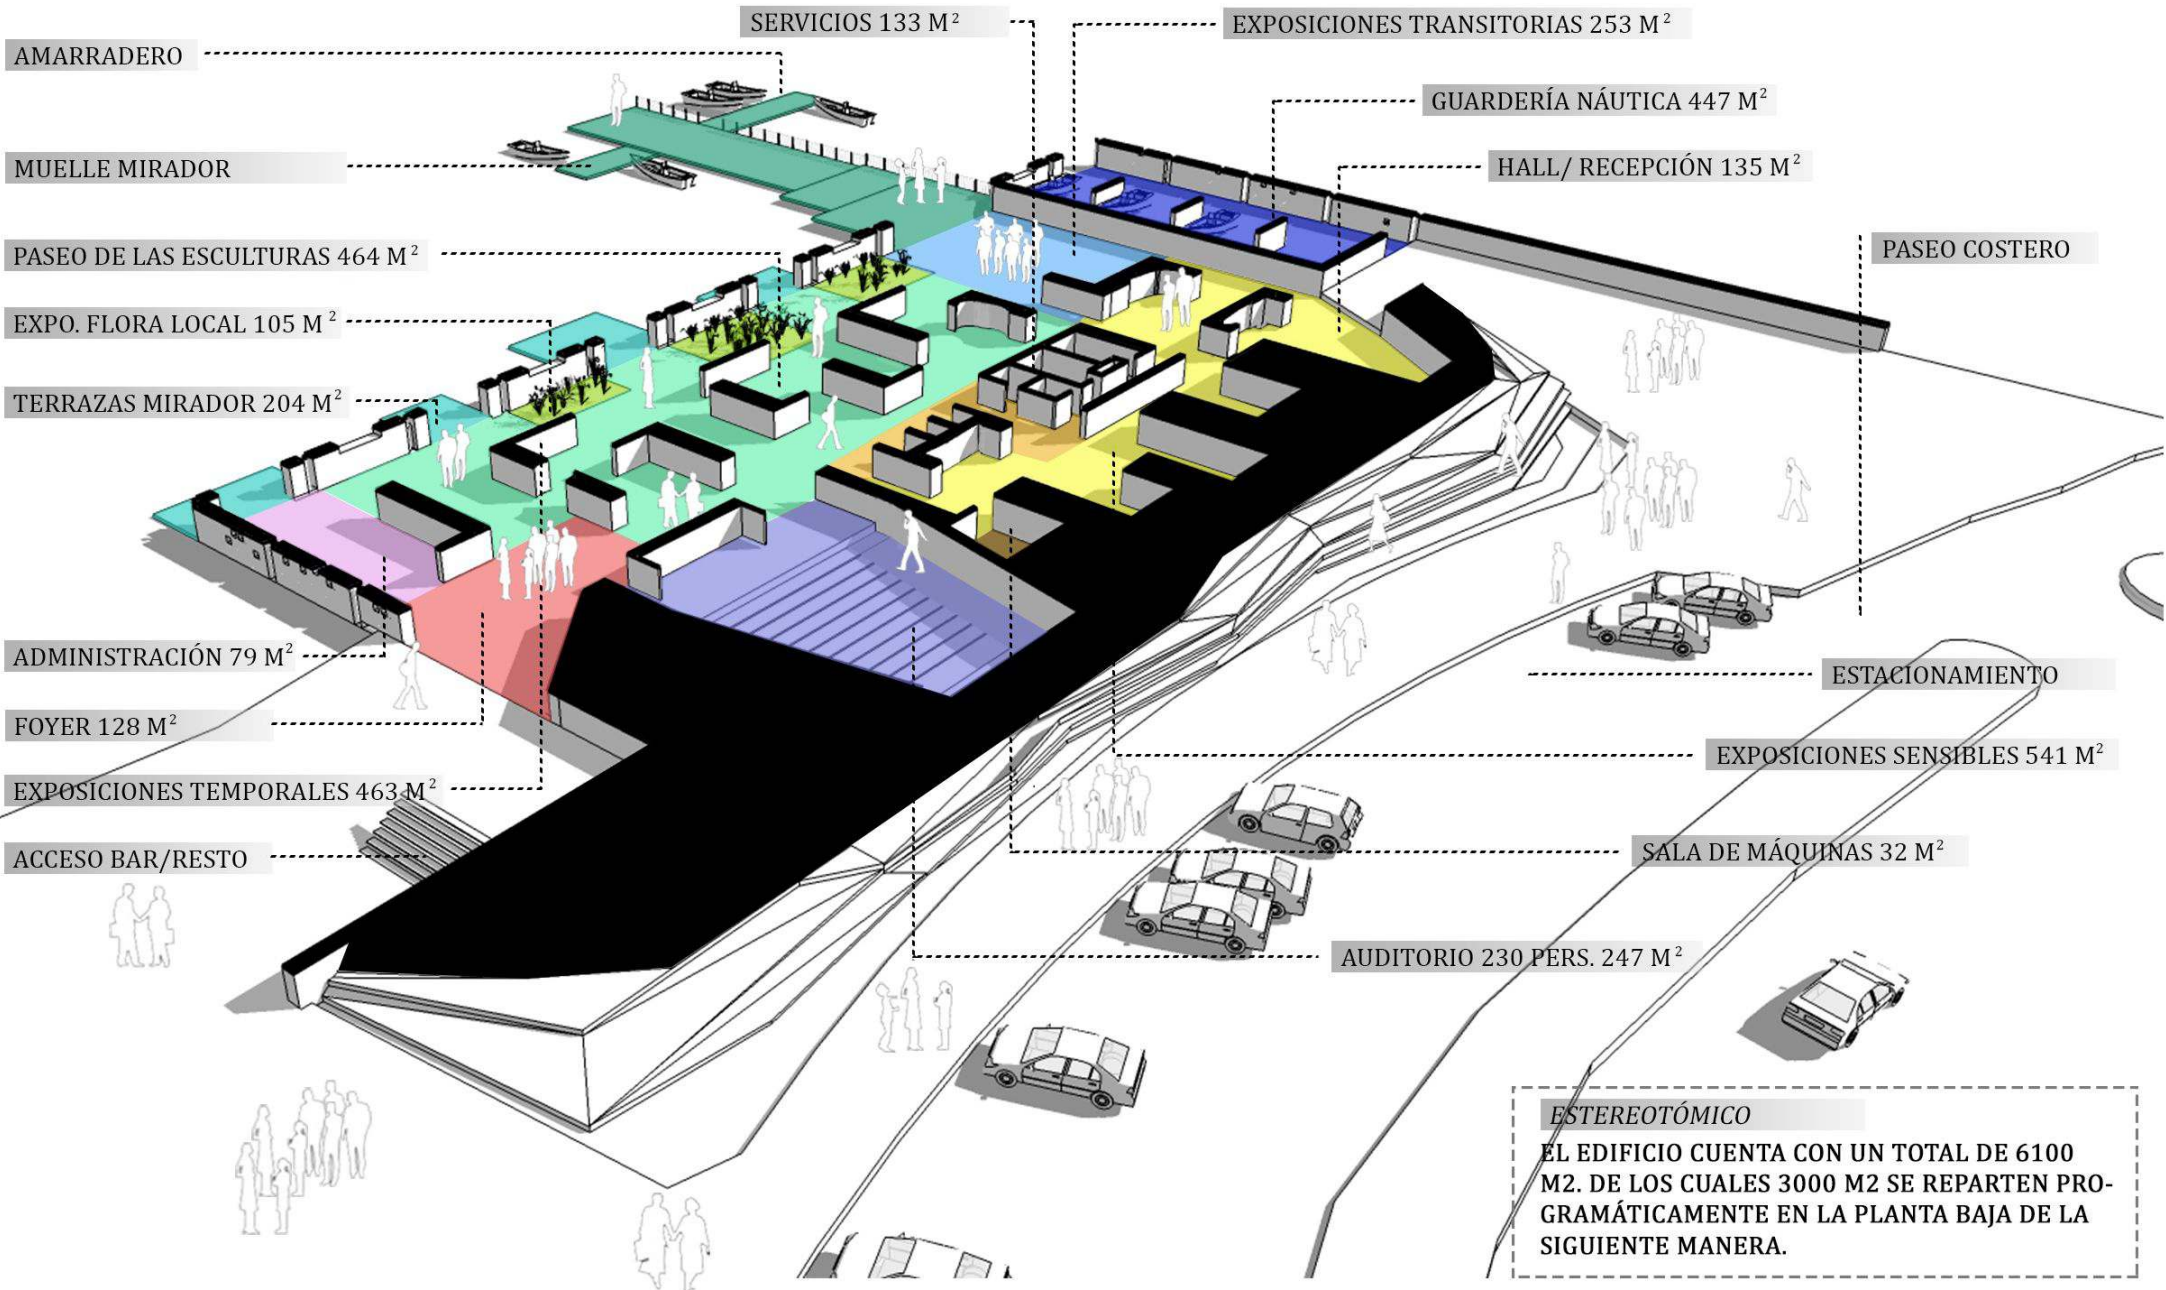 SERVICIOS 133 M²
EXPOSICIONES TRANSITORIAS 253 M²
AMARRADERO
GUARDERÍA NÁUTICA 447 M²
MUELLE MIRADOR
HALL/ RECEPCIÓN 135 M²
PASEO DE LAS ESCULTURAS 464 M²
PASEO COSTERO
EXPO. FLORA LOCAL 105 M²
TERRAZAS MIRADOR 204 M²
ADMINISTRACIÓN 79 M²
ESTACIONAMIENTO
FOYER 128 M²
EXPOSICIONES SENSIBLES 541 M²
EXPOSICIONES TEMPORALES 463 M²
ACCESO BAR/RESTO
SALA DE MÁQUINAS 32 M²
AUDITORIO 230 PERS. 247 M²
ESTEREOTÓMICO
EL EDIFICIO CUENTA CON UN TOTAL DE 6100
M2. DE LOS CUALES 3000 M2 SE REPARTEN PRO-
GRAMÁTICAMENTE EN LA PLANTA BAJA DE LA
SIGUIENTE MANERA.